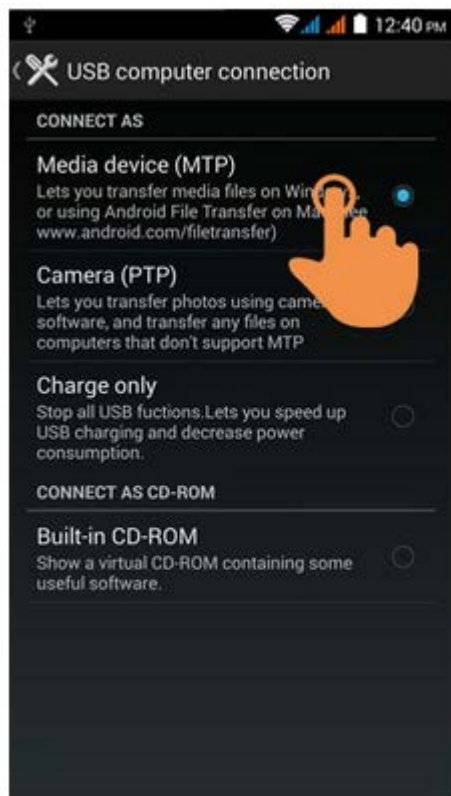 12:40 PM
USB computer connection
CONNECT AS
Media device (MTP)
Lets you transfer media files on
or using Android File Transfer on
www.android.com/filetransfer)
Camera (PTP)
Lets you transfer photos using
software, and transfer any files on
computers that don't support MTP
Charge only
Stop all USB fuctions.Lets you speed up
USB charging and decrease power
consumption.
CONNECT AS CD-ROM
Built-in CD-ROM
Show a virtual CD-ROM containing some
useful software.